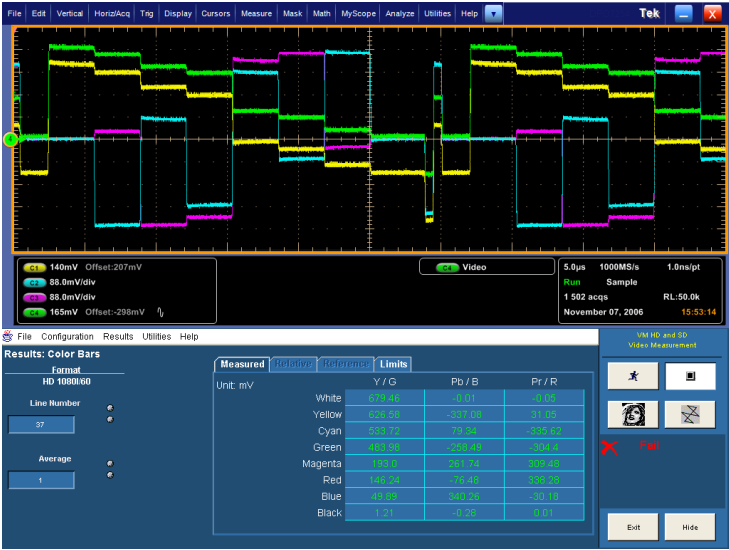 File Edit Vertical Horiz/Acq Trig Display Cursors Measure Mask Math MyScope Analyze Utilities Help Tek X
C1 140mV Offset:207mV
C2 88.0mV/div
C3 88.0mV/div
C4 165mV Offset:-298mV
C4 Video
5.0µs 1000MS/s 1.0ns/pt
Run Sample
1 502 acqs RL:50.0k
November 07, 2006 15:53:14
File Configuration Results Utilities Help
VM HD and SD
Video Measurement
Results: Color Bars
Format
HD 1080I/60
Line Number
37
Average
1
Measured Relative Reference Limits
Unit: mV Y / G Pb / B Pr / R
White 679.46 -0.01 -0.05
Yellow 626.58 -337.08 31.05
Cyan 533.72 79.34 -335.62
Green 483.98 -258.49 -304.4
Magenta 193.0 261.74 309.48
Red 146.24 -76.48 338.28
Blue 49.89 340.26 -30.18
Black 1.21 -0.28 0.01
Fail
Exit Hide